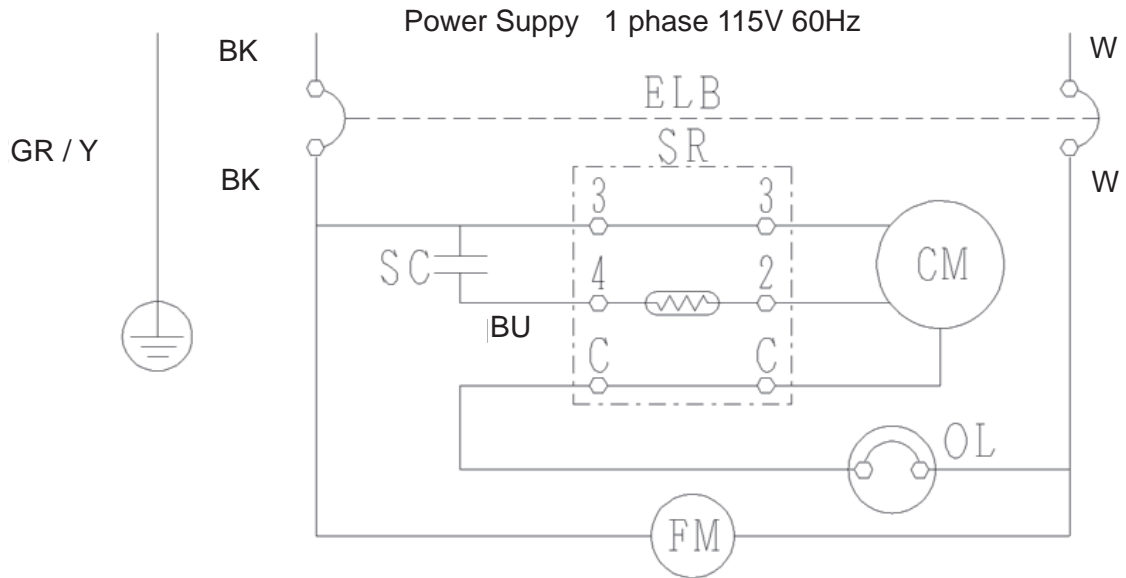 Power Suppy 1 phase 115V 60Hz
BK
W
ELB
GR / Y
SR
BK
W
3 3
SC
4 2
CM
BU
C C
OL
FM